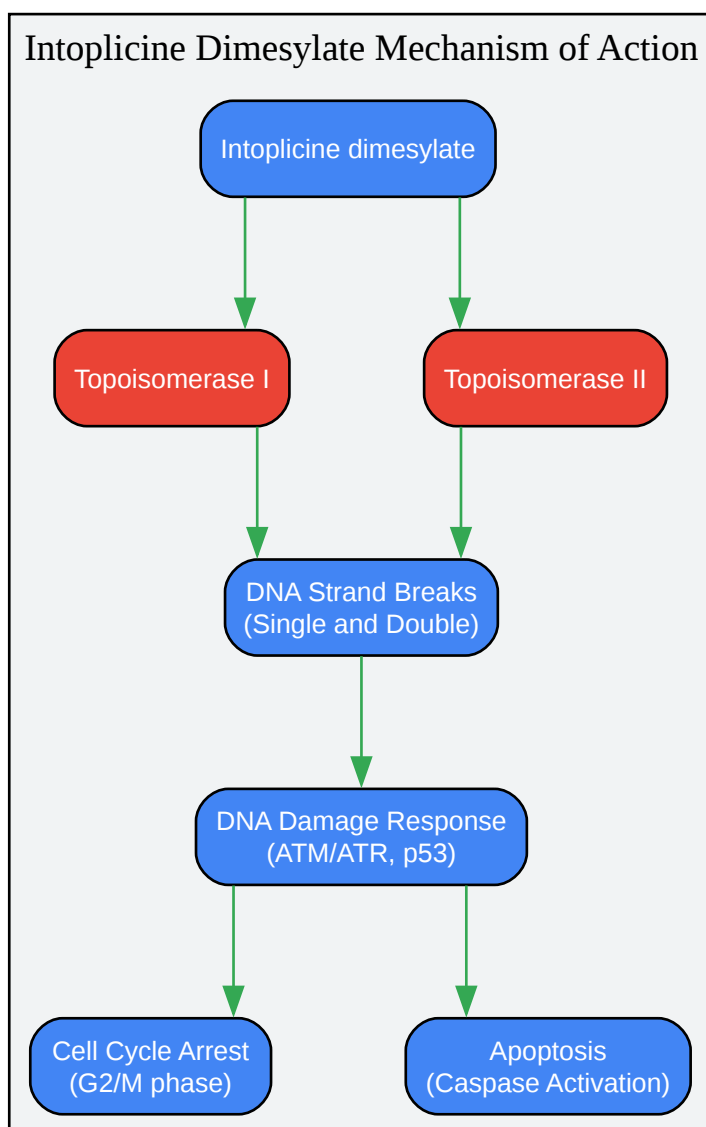 Intoplicine Dimesylate Mechanism of Action
Intoplicine dimesylate
Topoisomerase I
Topoisomerase II
DNA Strand Breaks
(Single and Double)
DNA Damage Response
(ATM/ATR, p53)
Cell Cycle Arrest
(G2/M phase)
Apoptosis
(Caspase Activation)